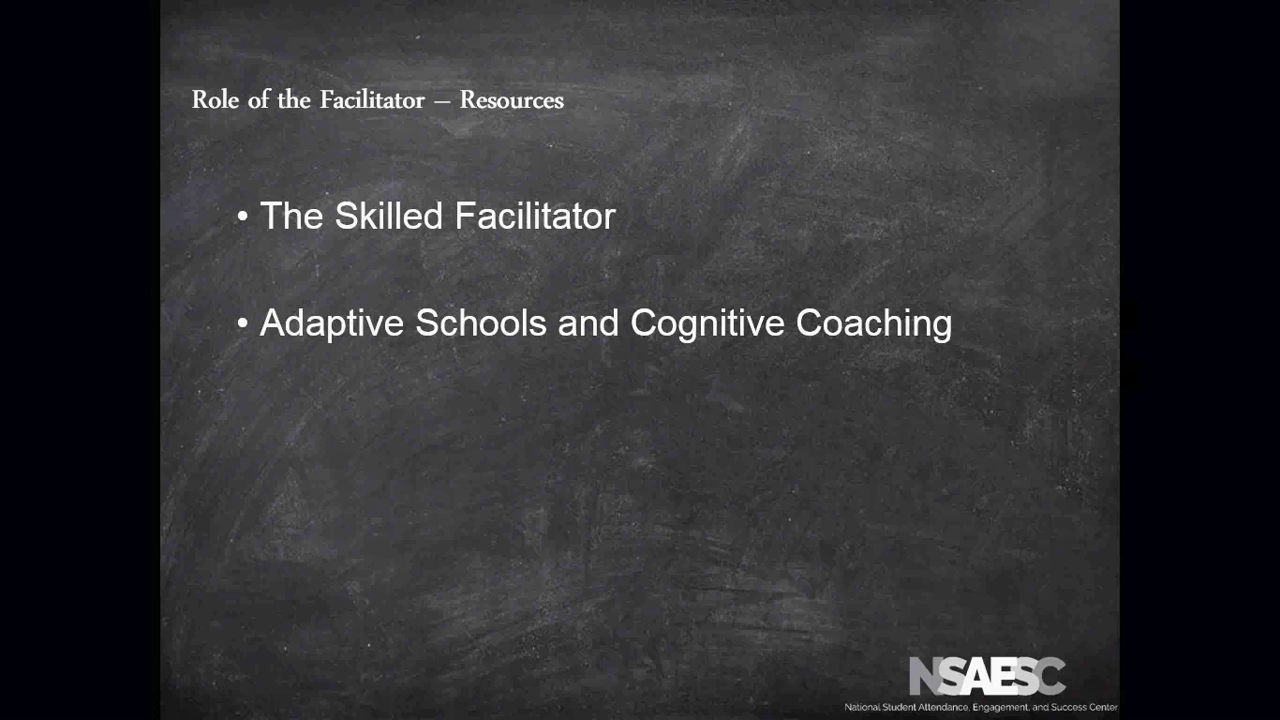 Role of the Facilitator – Resources
• The Skilled Facilitator
• Adaptive Schools and Cognitive Coaching
NSAESC
National Student Attendance, Engagement, and Success Center